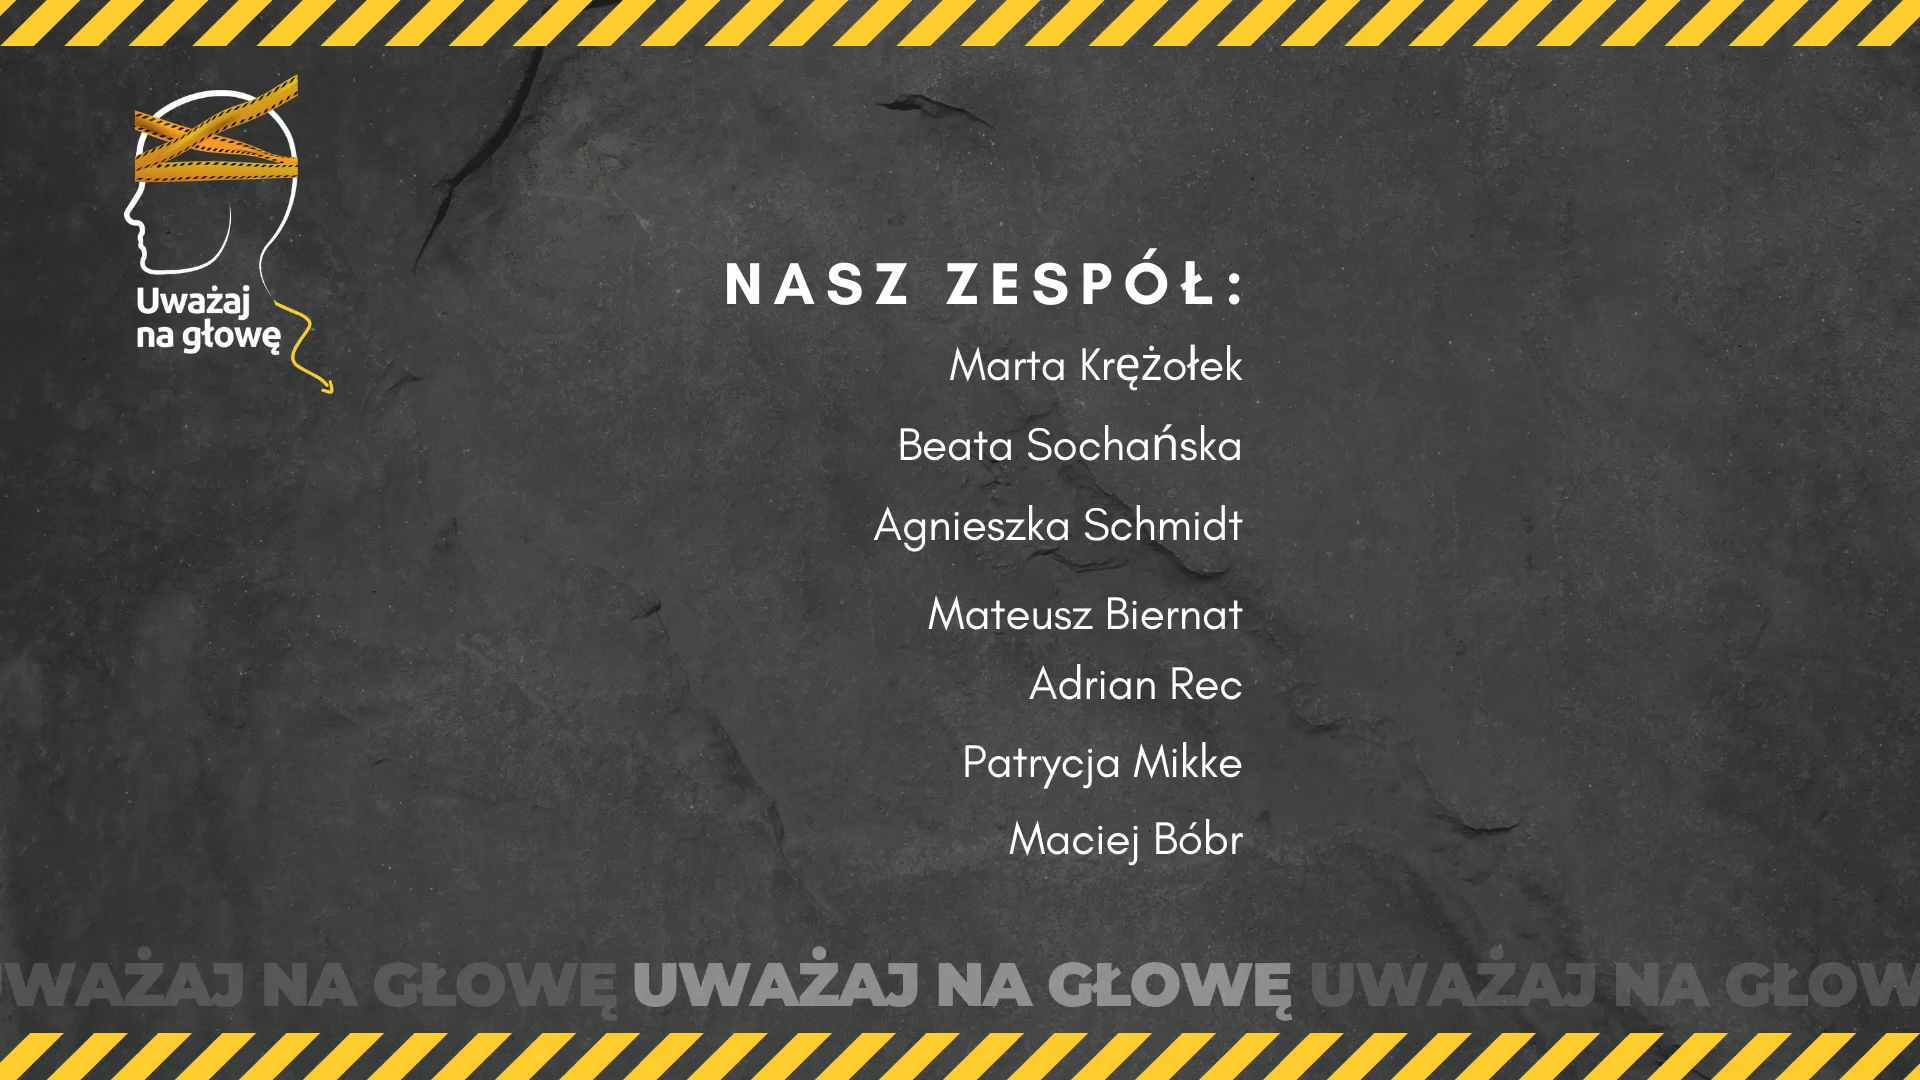 Uważaj
na głowę
NASZ ZESPÓŁ:
Marta Krężołek
Beata Sochańska
Agnieszka Schmidt
Mateusz Biernat
Adrian Rec
Patrycja Mikke
Maciej Bóbr
UWAŻAJ NA GŁOWĘ UWAŻAJ NA GŁOWĘ UWAŻAJ NA GŁOW